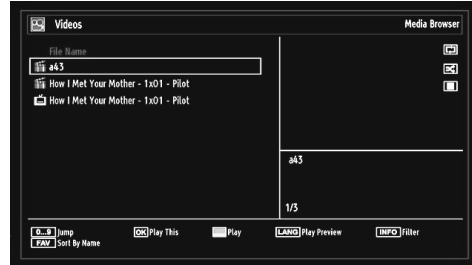 Videos Media Browser
File Name
a43
How I Met Your Mother - 1x01 - Pilot
How I Met Your Mother - 1x01 - Pilot
a43
1/3
0...9 Jump OK Play This Play LANG Play Preview INFO Filter
FAV Sort By Name